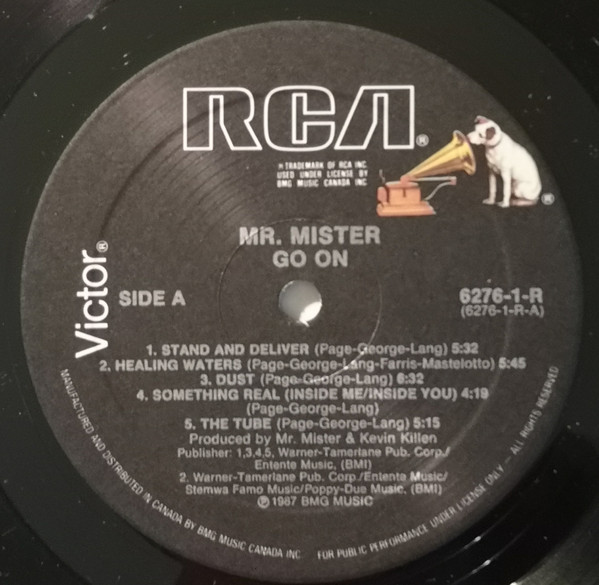 RCA®
® TRADEMARK OF RCA INC.
USED UNDER LICENSE BY
BMG MUSIC CANADA INC
®
MR. MISTER
GO ON
Victor®
SIDE A
6276-1-R
(6276-1-R-A)
1. STAND AND DELIVER (Page-George-Lang) 5:32
2. HEALING WATERS (Page-George-Lang-Farris-Mastelotto) 5:45
3. DUST (Page-George-Lang) 6:32
4. SOMETHING REAL (INSIDE ME/INSIDE YOU) 4:19
(Page-George-Lang)
5. THE TUBE (Page-George-Lang) 5:15
Produced by Mr. Mister & Kevin Killen
Publisher: 1,3,4,5, Warner-Tamerlane Pub. Corp./
Entente Music, (BMI)
2. Warner-Tamerlane Pub. Corp./Entente Music/
Stemwa Famo Music/Poppy-Due Music, (BMI)
℗ 1987 BMG MUSIC
MANUFACTURED AND DISTRIBUTED IN CANADA BY BMG MUSIC CANADA INC. FOR PUBLIC PERFORMANCE UNDER LICENSE ONLY – ALL RIGHTS RESERVED